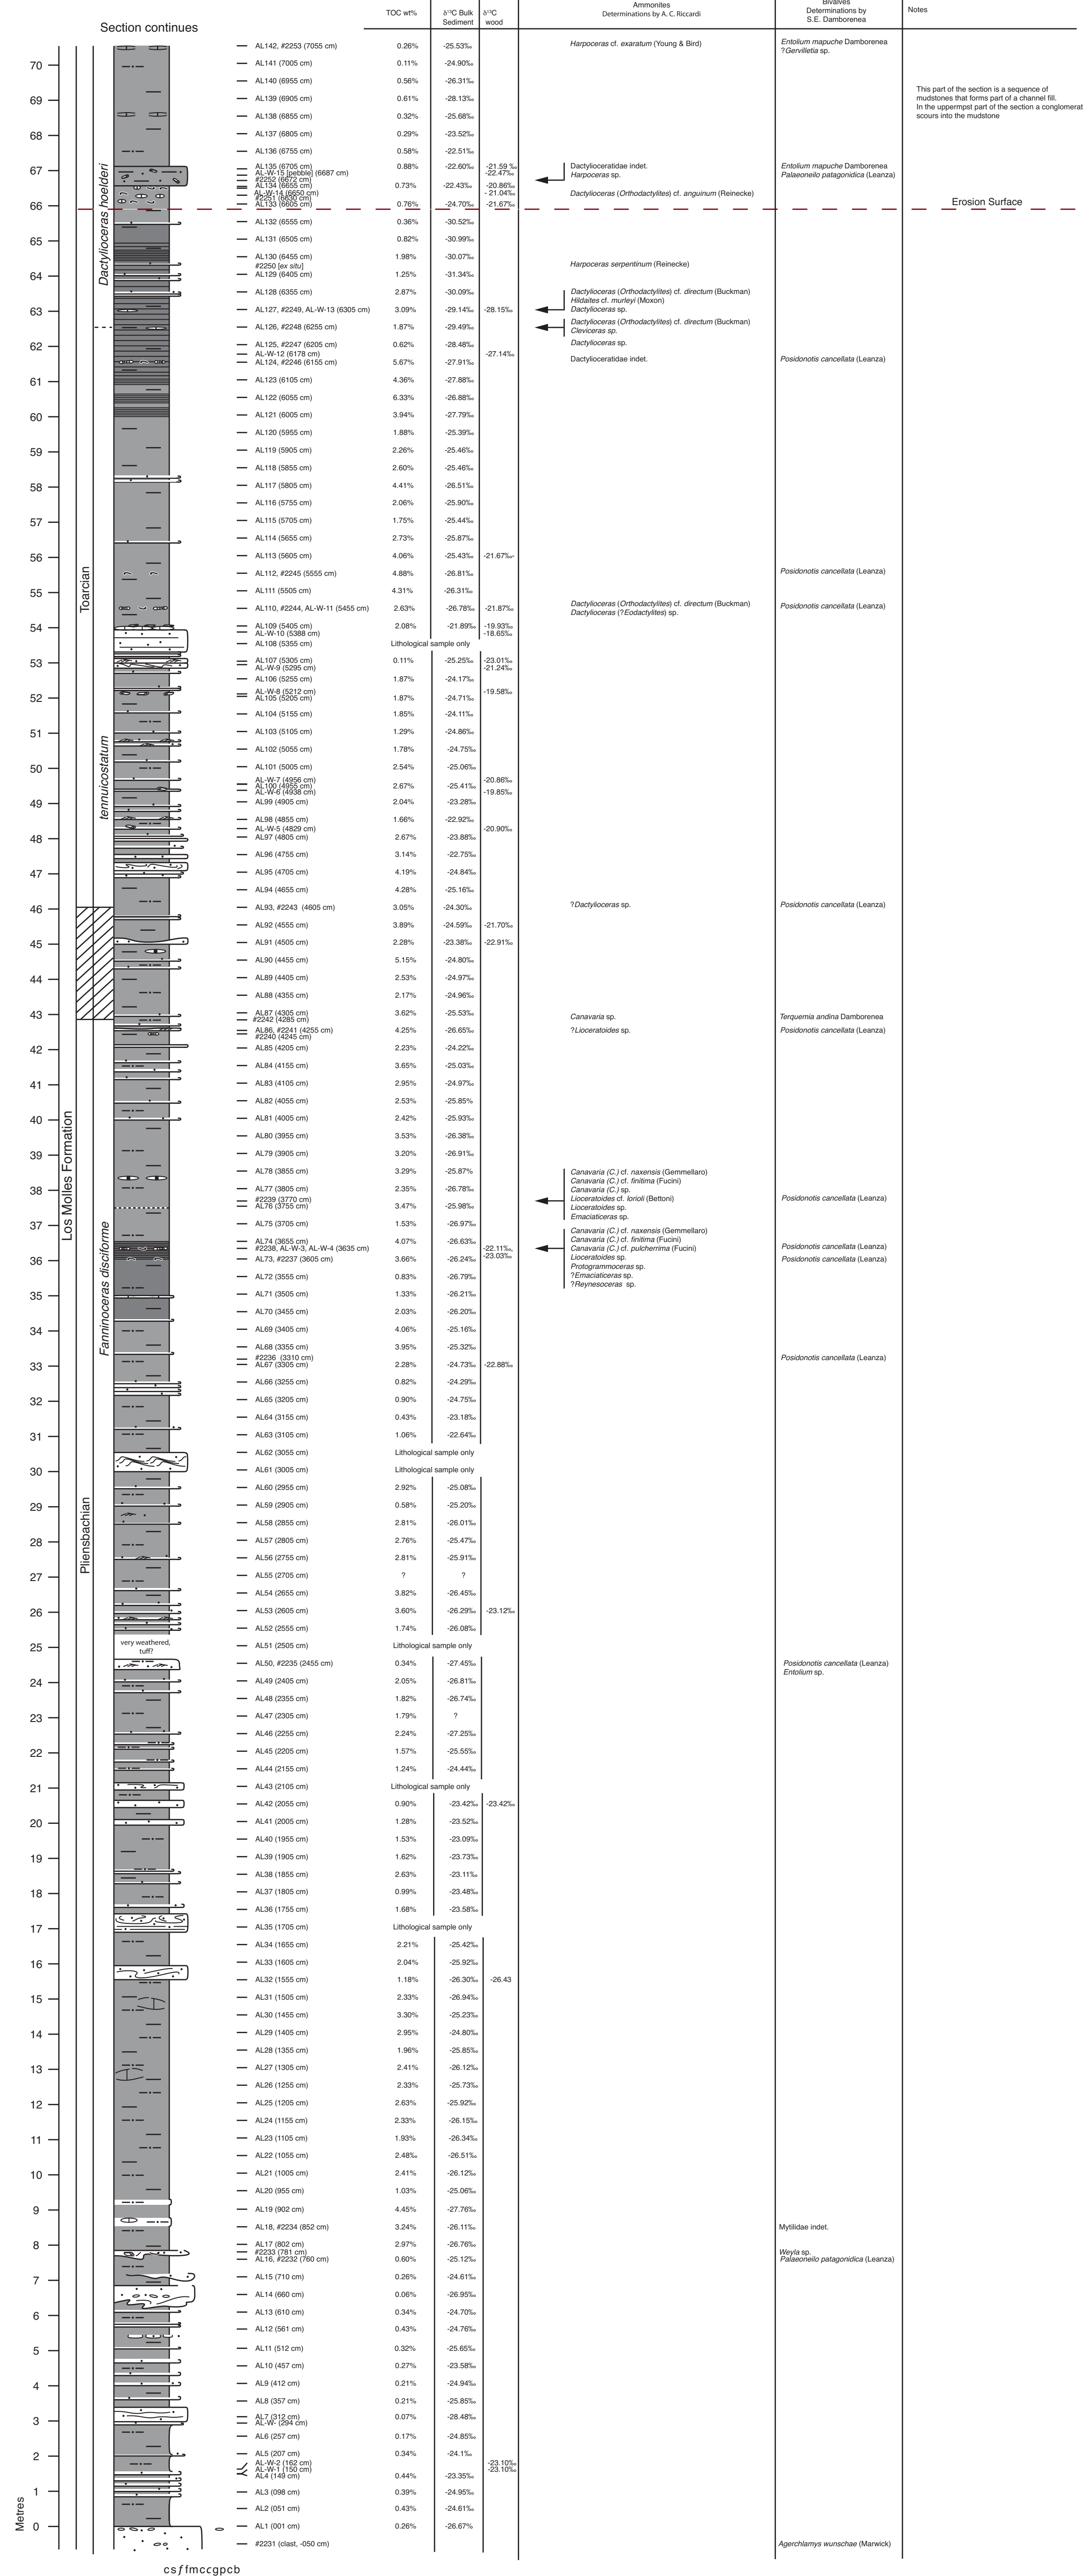 Section continues
TOC wt%
δ¹³C Bulk
Sediment
δ¹³C
wood
Ammonites
Determinations by A. C. Riccardi
Bivalves
Determinations by
S.E. Damborenea
Notes
AL142, #2253 (7055 cm) 0.26% -25.53‰ Harpoceras cf. exaratum (Young & Bird) Entolium mapuche Damborenea
?Gervilletia sp.
70 AL141 (7005 cm) 0.11% -24.90‰
AL140 (6955 cm) 0.56% -26.31‰
This part of the section is a sequence of
mudstones that forms part of a channel fill.
In the uppermpst part of the section a conglomerat
scours into the mudstone
69 AL139 (6905 cm) 0.61% -28.13‰
AL138 (6855 cm) 0.32% -25.68‰
68 AL137 (6805 cm) 0.29% -23.52‰
AL136 (6755 cm) 0.58% -22.51‰
67 AL135 (6705 cm) 0.88% -22.60‰ -21.59 ‰ Dactylioceratidae indet. Entolium mapuche Damborenea
AL-W-15 [pebble] (6687 cm) -22.47‰ Harpoceras sp. Palaeoneilo patagonidica (Leanza)
#2252 (6672 cm)
AL134 (6655 cm) 0.73% -22.43‰ -20.86‰
AL-W-14 (6650 cm) -21.04‰ Dactylioceras (Orthodactylites) cf. anguinum (Reinecke)
#2251 (6630 cm)
66 AL133 (6605 cm) 0.76% -24.70‰ -21.67‰ Erosion Surface
AL132 (6555 cm) 0.36% -30.52‰
65 AL131 (6505 cm) 0.82% -30.99‰
AL130 (6455 cm) 1.98% -30.07‰
#2250 [ex situ] Harpoceras serpentinum (Reinecke)
64 AL129 (6405 cm) 1.25% -31.34‰
AL128 (6355 cm) 2.87% -30.09‰ Dactylioceras (Orthodactylites) cf. directum (Buckman)
Hildaites cf. murleyi (Moxon)
63 AL127, #2249, AL-W-13 (6305 cm) 3.09% -29.14‰ -28.15‰ Dactylioceras sp.
AL126, #2248 (6255 cm) 1.87% -29.49‰ Dactylioceras (Orthodactylites) cf. directum (Buckman)
Cleviceras sp.
62 AL125, #2247 (6205 cm) 0.62% -28.48‰ Dactylioceras sp.
AL-W-12 (6178 cm) -27.14‰
AL124, #2246 (6155 cm) 5.67% -27.91‰ Dactylioceratidae indet. Posidonotis cancellata (Leanza)
61 AL123 (6105 cm) 4.36% -27.88‰
AL122 (6055 cm) 6.33% -26.88‰
60 AL121 (6005 cm) 3.94% -27.79‰
AL120 (5955 cm) 1.88% -25.39‰
59 AL119 (5905 cm) 2.26% -25.46‰
AL118 (5855 cm) 2.60% -25.46‰
58 AL117 (5805 cm) 4.41% -26.51‰
AL116 (5755 cm) 2.06% -25.90‰
57 AL115 (5705 cm) 1.75% -25.44‰
AL114 (5655 cm) 2.73% -25.87‰
56 AL113 (5605 cm) 4.06% -25.43‰ -21.67‰
AL112, #2245 (5555 cm) 4.88% -26.81‰ Posidonotis cancellata (Leanza)
55 AL111 (5505 cm) 4.31% -26.31‰
AL110, #2244, AL-W-11 (5455 cm) 2.63% -26.78‰ -21.87‰ Dactylioceras (Orthodactylites) cf. directum (Buckman) Posidonotis cancellata (Leanza)
Dactylioceras (?Eodactylites) sp.
54 AL109 (5405 cm) 2.08% -21.89‰ -19.93‰
AL-W-10 (5388 cm) -18.65‰
AL108 (5355 cm) Lithological sample only
53 AL107 (5305 cm) 0.11% -25.25‰ -23.01‰
AL-W-9 (5295 cm) -21.24‰
AL106 (5255 cm) 1.87% -24.17‰
52 AL-W-8 (5212 cm) -19.58‰
AL105 (5205 cm) 1.87% -24.71‰
AL104 (5155 cm) 1.85% -24.11‰
51 AL103 (5105 cm) 1.29% -24.86‰
AL102 (5055 cm) 1.78% -24.75‰
50 AL101 (5005 cm) 2.54% -25.06‰
AL-W-7 (4956 cm) -20.86‰
AL100 (4955 cm) 2.67% -25.41‰
AL-W-6 (4938 cm) -19.85‰
49 AL99 (4905 cm) 2.04% -23.28‰
AL98 (4855 cm) 1.66% -22.92‰
AL-W-5 (4829 cm) -20.90‰
48 AL97 (4805 cm) 2.67% -23.88‰
AL96 (4755 cm) 3.14% -22.75‰
47 AL95 (4705 cm) 4.19% -24.84‰
AL94 (4655 cm) 4.28% -25.16‰
46 AL93, #2243 (4605 cm) 3.05% -24.30‰ ?Dactylioceras sp. Posidonotis cancellata (Leanza)
AL92 (4555 cm) 3.89% -24.59‰ -21.70‰
45 AL91 (4505 cm) 2.28% -23.38‰ -22.91‰
AL90 (4455 cm) 5.15% -24.80‰
44 AL89 (4405 cm) 2.53% -24.97‰
AL88 (4355 cm) 2.17% -24.96‰
43 AL87 (4305 cm) 3.62% -25.53‰
#2242 (4285 cm) Canavaria sp. Terquemia andina Damborenea
AL86, #2241 (4255 cm) 4.25% -26.65‰ ?Lioceratoides sp. Posidonotis cancellata (Leanza)
#2240 (4245 cm)
42 AL85 (4205 cm) 2.23% -24.22‰
AL84 (4155 cm) 3.65% -25.03‰
41 AL83 (4105 cm) 2.95% -24.97‰
AL82 (4055 cm) 2.53% -25.85%
40 AL81 (4005 cm) 2.42% -25.93%
AL80 (3955 cm) 3.53% -26.38‰
39 AL79 (3905 cm) 3.20% -26.91‰
AL78 (3855 cm) 3.29% -25.87% Canavaria (C.) cf. naxensis (Gemmellaro)
Canavaria (C.) cf. finitima (Fucini)
38 AL77 (3805 cm) 2.35% -26.78‰ Canavaria (C.) sp.
#2239 (3770 cm) Lioceratoides cf. lorioli (Bettoni) Posidonotis cancellata (Leanza)
AL76 (3755 cm) 3.47% -25.98‰ Lioceratoides sp.
Emaciaticeras sp.
37 AL75 (3705 cm) 1.53% -26.97‰
Canavaria (C.) cf. naxensis (Gemmellaro)
AL74 (3655 cm) 4.07% -26.63‰ Canavaria (C.) cf. finitima (Fucini)
#2238, AL-W-3, AL-W-4 (3635 cm) -22.11‰, Canavaria (C.) cf. pulcherrima (Fucini) Posidonotis cancellata (Leanza)
-23.03‰
36 AL73, #2237 (3605 cm) 3.66% -26.24‰ Lioceratoides sp. Posidonotis cancellata (Leanza)
Protogrammoceras sp.
AL72 (3555 cm) 0.83% -26.79‰ ?Emaciaticeras sp.
?Reynesoceras sp.
35 AL71 (3505 cm) 1.33% -26.21‰
AL70 (3455 cm) 2.03% -26.20‰
34 AL69 (3405 cm) 4.06% -25.16‰
AL68 (3355 cm) 3.95% -25.32‰
#2236 (3310 cm) Posidonotis cancellata (Leanza)
33 AL67 (3305 cm) 2.28% -24.73‰ -22.88‰
AL66 (3255 cm) 0.82% -24.29‰
32 AL65 (3205 cm) 0.90% -24.75‰
AL64 (3155 cm) 0.43% -23.18‰
31 AL63 (3105 cm) 1.06% -22.64‰
AL62 (3055 cm) Lithological sample only
30 AL61 (3005 cm) Lithological sample only
AL60 (2955 cm) 2.92% -25.08‰
29 AL59 (2905 cm) 0.58% -25.20‰
AL58 (2855 cm) 2.81% -26.01‰
28 AL57 (2805 cm) 2.76% -25.47‰
AL56 (2755 cm) 2.81% -25.91‰
27 AL55 (2705 cm) ? ?
AL54 (2655 cm) 3.82% -26.45‰
26 AL53 (2605 cm) 3.60% -26.29‰ -23.12‰
AL52 (2555 cm) 1.74% -26.08‰
25 very weathered,
tuff?
AL51 (2505 cm) Lithological sample only
AL50, #2235 (2455 cm) 0.34% -27.45‰ Posidonotis cancellata (Leanza)
Entolium sp.
24 AL49 (2405 cm) 2.05% -26.81‰
AL48 (2355 cm) 1.82% -26.74‰
23 AL47 (2305 cm) 1.79% ?
AL46 (2255 cm) 2.24% -27.25‰
22 AL45 (2205 cm) 1.57% -25.55‰
AL44 (2155 cm) 1.24% -24.44‰
21 AL43 (2105 cm) Lithological sample only
AL42 (2055 cm) 0.90% -23.42‰ -23.42‰
20 AL41 (2005 cm) 1.28% -23.52‰
AL40 (1955 cm) 1.53% -23.09‰
19 AL39 (1905 cm) 1.62% -23.73‰
AL38 (1855 cm) 2.63% -23.11‰
18 AL37 (1805 cm) 0.99% -23.48‰
AL36 (1755 cm) 1.68% -23.58‰
17 AL35 (1705 cm) Lithological sample only
AL34 (1655 cm) 2.21% -25.42‰
16 AL33 (1605 cm) 2.04% -25.92‰
AL32 (1555 cm) 1.18% -26.30‰ -26.43
15 AL31 (1505 cm) 2.33% -26.94‰
AL30 (1455 cm) 3.30% -25.23‰
14 AL29 (1405 cm) 2.95% -24.80‰
AL28 (1355 cm) 1.96% -25.85‰
13 AL27 (1305 cm) 2.41% -26.12‰
AL26 (1255 cm) 2.33% -25.73‰
12 AL25 (1205 cm) 2.63% -25.92‰
AL24 (1155 cm) 2.33% -26.15‰
11 AL23 (1105 cm) 1.93% -26.34‰
AL22 (1055 cm) 2.48‰ -26.51‰
10 AL21 (1005 cm) 2.41% -26.12‰
AL20 (955 cm) 1.03% -25.06‰
9 AL19 (902 cm) 4.45% -27.76‰
AL18, #2234 (852 cm) 3.24% -26.11‰ Mytilidae indet.
8 AL17 (802 cm) 2.97% -26.76‰
#2233 (781 cm) Weyla sp.
AL16, #2232 (760 cm) 0.60% -25.12‰ Palaeoneilo patagonidica (Leanza)
7 AL15 (710 cm) 0.26% -24.61‰
AL14 (660 cm) 0.06% -26.95‰
6 AL13 (610 cm) 0.34% -24.70‰
AL12 (561 cm) 0.43% -24.76‰
5 AL11 (512 cm) 0.32% -25.65‰
AL10 (457 cm) 0.27% -23.58‰
4 AL9 (412 cm) 0.21% -24.94‰
AL8 (357 cm) 0.21% -25.85‰
3 AL7 (312 cm) 0.07% -28.48‰
AL-W- (294 cm)
AL6 (257 cm) 0.17% -24.85‰
2 AL5 (207 cm) 0.34% -24.1‰
AL-W-2 (162 cm) -23.10‰
AL-W-1 (150 cm) -23.10‰
AL4 (149 cm) 0.44% -23.35‰
1 AL3 (098 cm) 0.39% -24.95‰
AL2 (051 cm) 0.43% -24.61‰
0 AL1 (001 cm) 0.26% -26.67%
#2231 (clast, -050 cm) Agerchlamys wunschae (Marwick)
Metres
Los Molles Formation
Pliensbachian
Toarcian
Fanninoceras disciforme
tennuicostatum
Dactylioceras hoelderi
csffmccgpcb